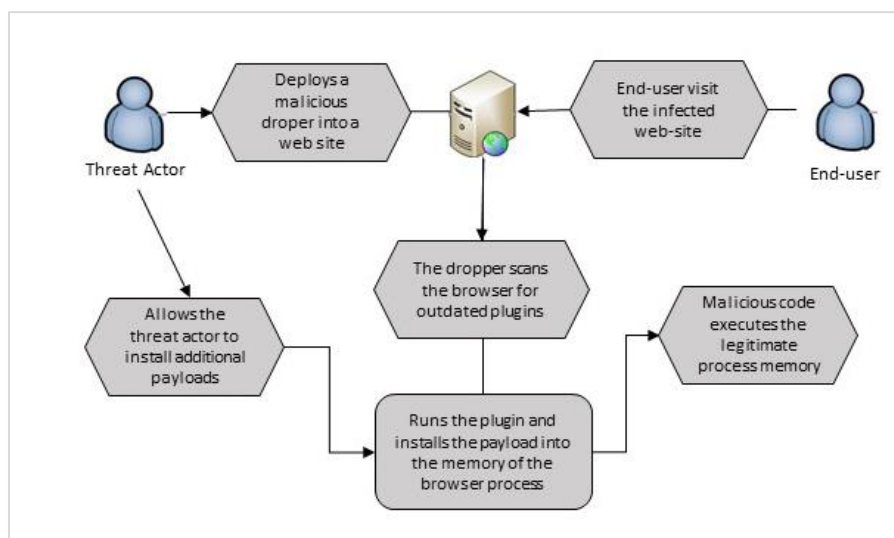 Deploys a
malicious
droper into a
web site
End-user visit
the infected
web-site
Threat Actor
End-user
The dropper scans
the browser for
outdated plugins
Allows the
threat actor to
install additional
payloads
Malicious code
executes the
legitimate
process memory
Runs the plugin and
installs the payload into
the memory of the
browser process